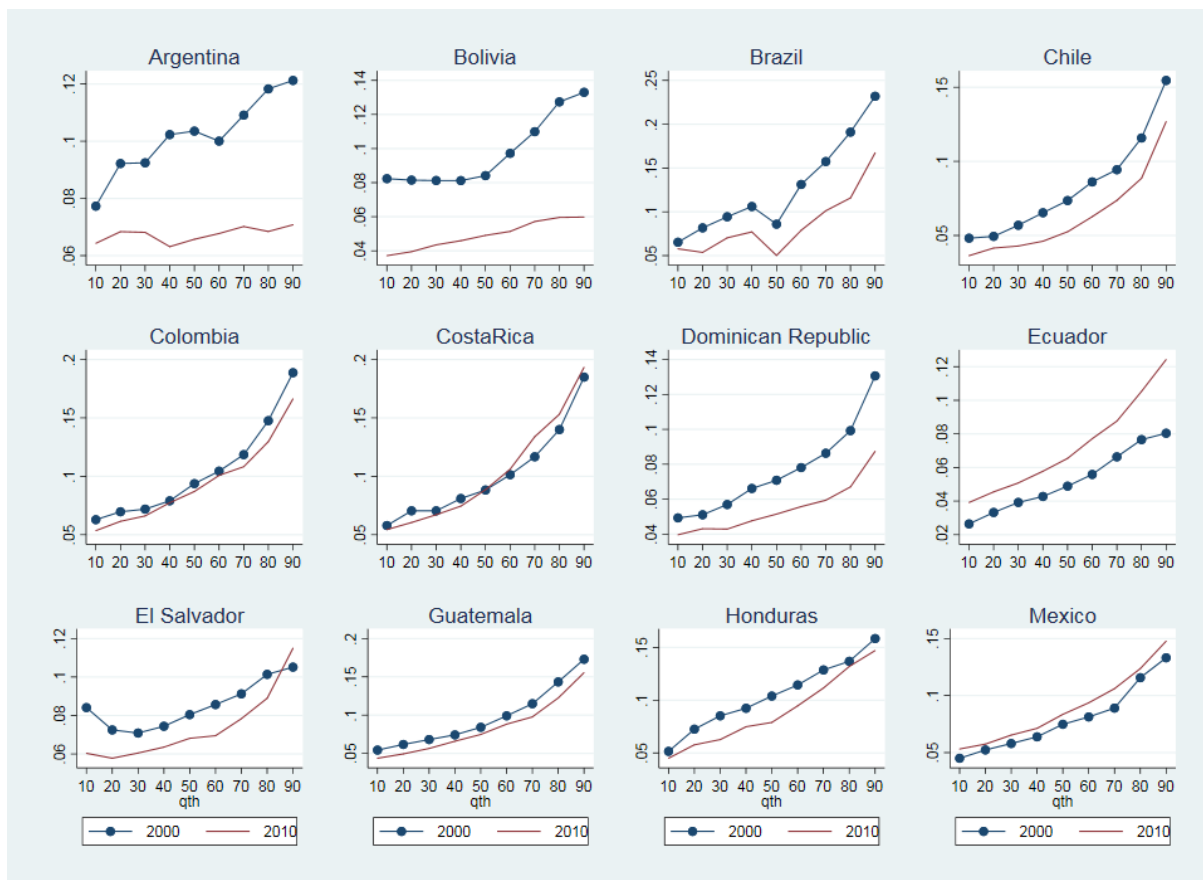 Argentina
.06 .08 .1 .12
10 20 30 40 50 60 70 80 90
Bolivia
.04 .06 .08 .1 .12 .14
10 20 30 40 50 60 70 80 90
Brazil
.05 .1 .15 .2 .25
10 20 30 40 50 60 70 80 90
Chile
.05 .1 .15
10 20 30 40 50 60 70 80 90
Colombia
.05 .1 .15 .2
10 20 30 40 50 60 70 80 90
CostaRica
.05 .1 .15 .2
10 20 30 40 50 60 70 80 90
Dominican Republic
.04 .06 .08 .1 .12 .14
10 20 30 40 50 60 70 80 90
Ecuador
.02 .04 .06 .08 .1 .12
10 20 30 40 50 60 70 80 90
El Salvador
.06 .08 .1 .12
10 20 30 40 50 60 70 80 90
qth
2000 2010
Guatemala
.05 .1 .15 .2
10 20 30 40 50 60 70 80 90
qth
2000 2010
Honduras
.05 .1 .15
10 20 30 40 50 60 70 80 90
qth
2000 2010
Mexico
.05 .1 .15
10 20 30 40 50 60 70 80 90
qth
2000 2010